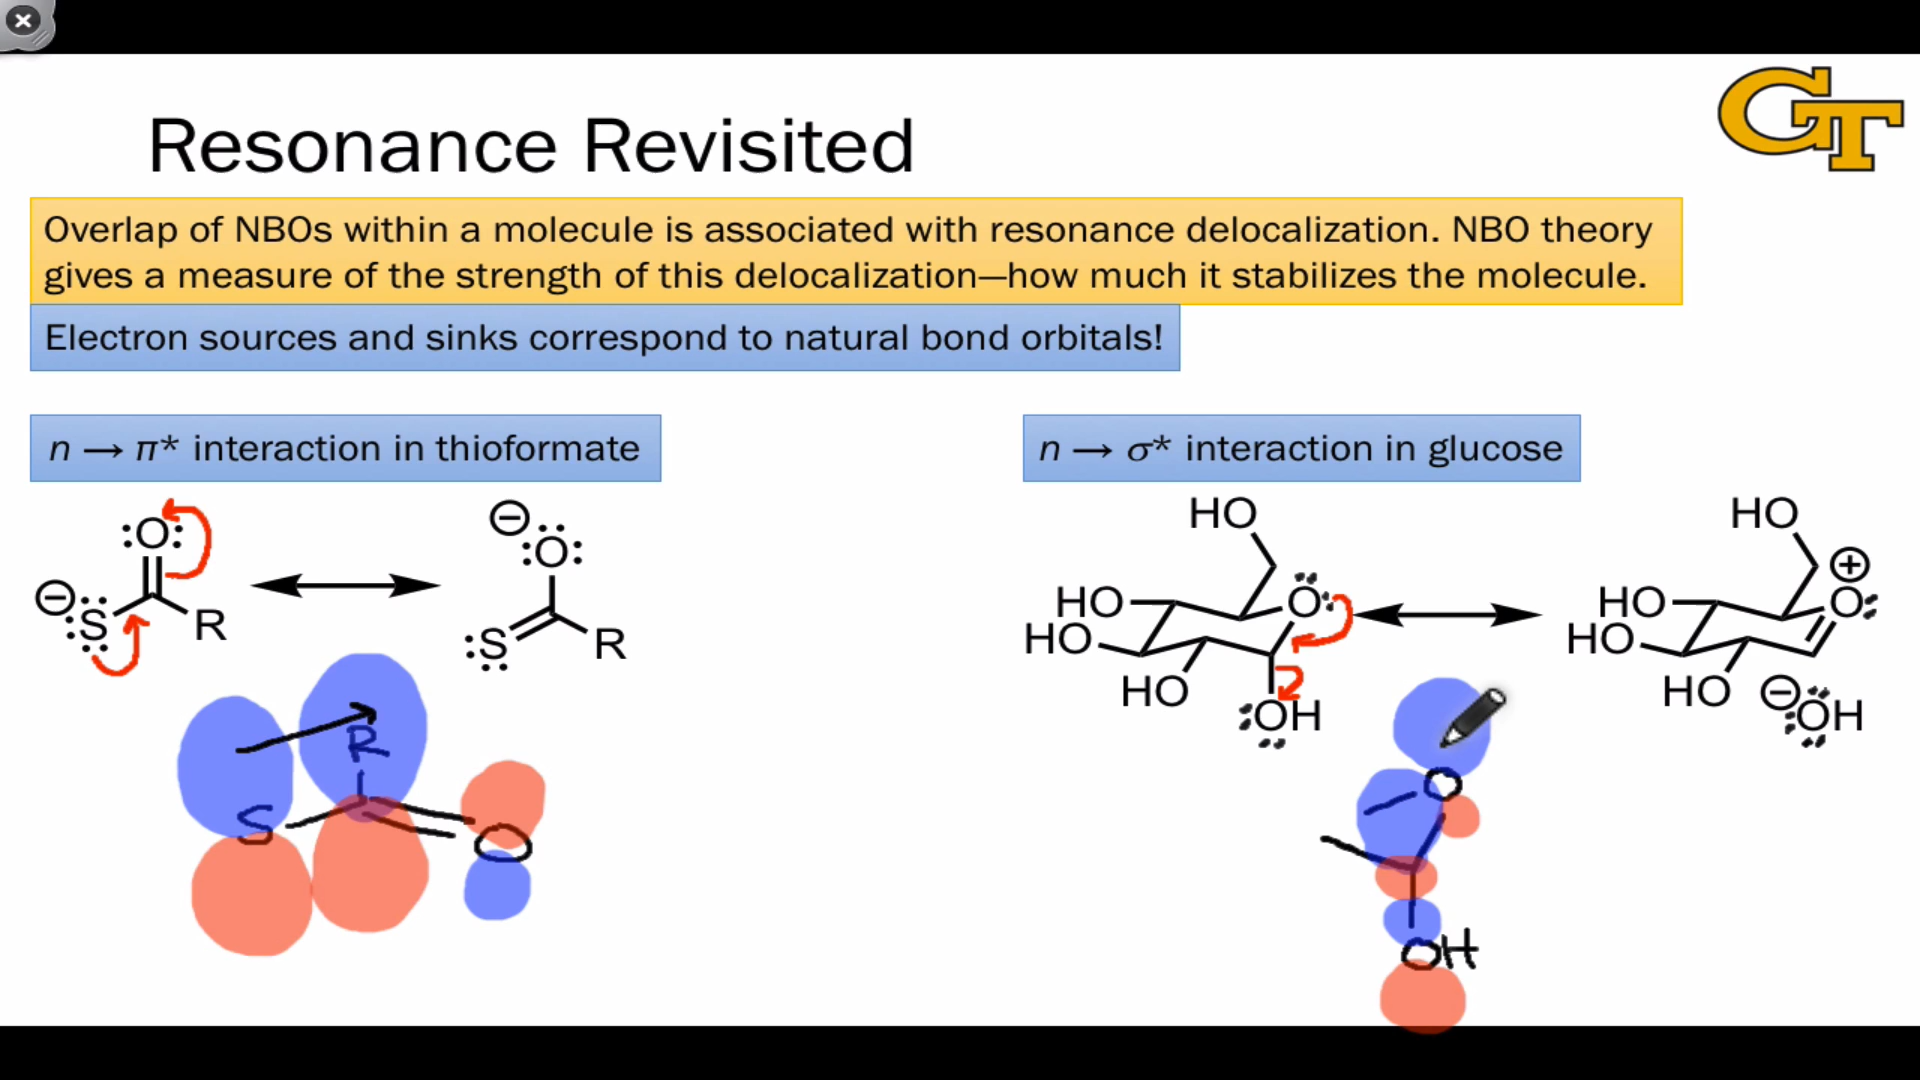 GT
Resonance Revisited
Overlap of NBOs within a molecule is associated with resonance delocalization. NBO theory
gives a measure of the strength of this delocalization—how much it stabilizes the molecule.
Electron sources and sinks correspond to natural bond orbitals!
n → π* interaction in thioformate
:O:
⊖
:S
R
⊖
:O:
:S
R
R
S
O
n → σ* interaction in glucose
HO
HO
O:
HO
HO
:OH
HO
⊕
HO
O:
HO
HO
⊖
:OH
O
OH